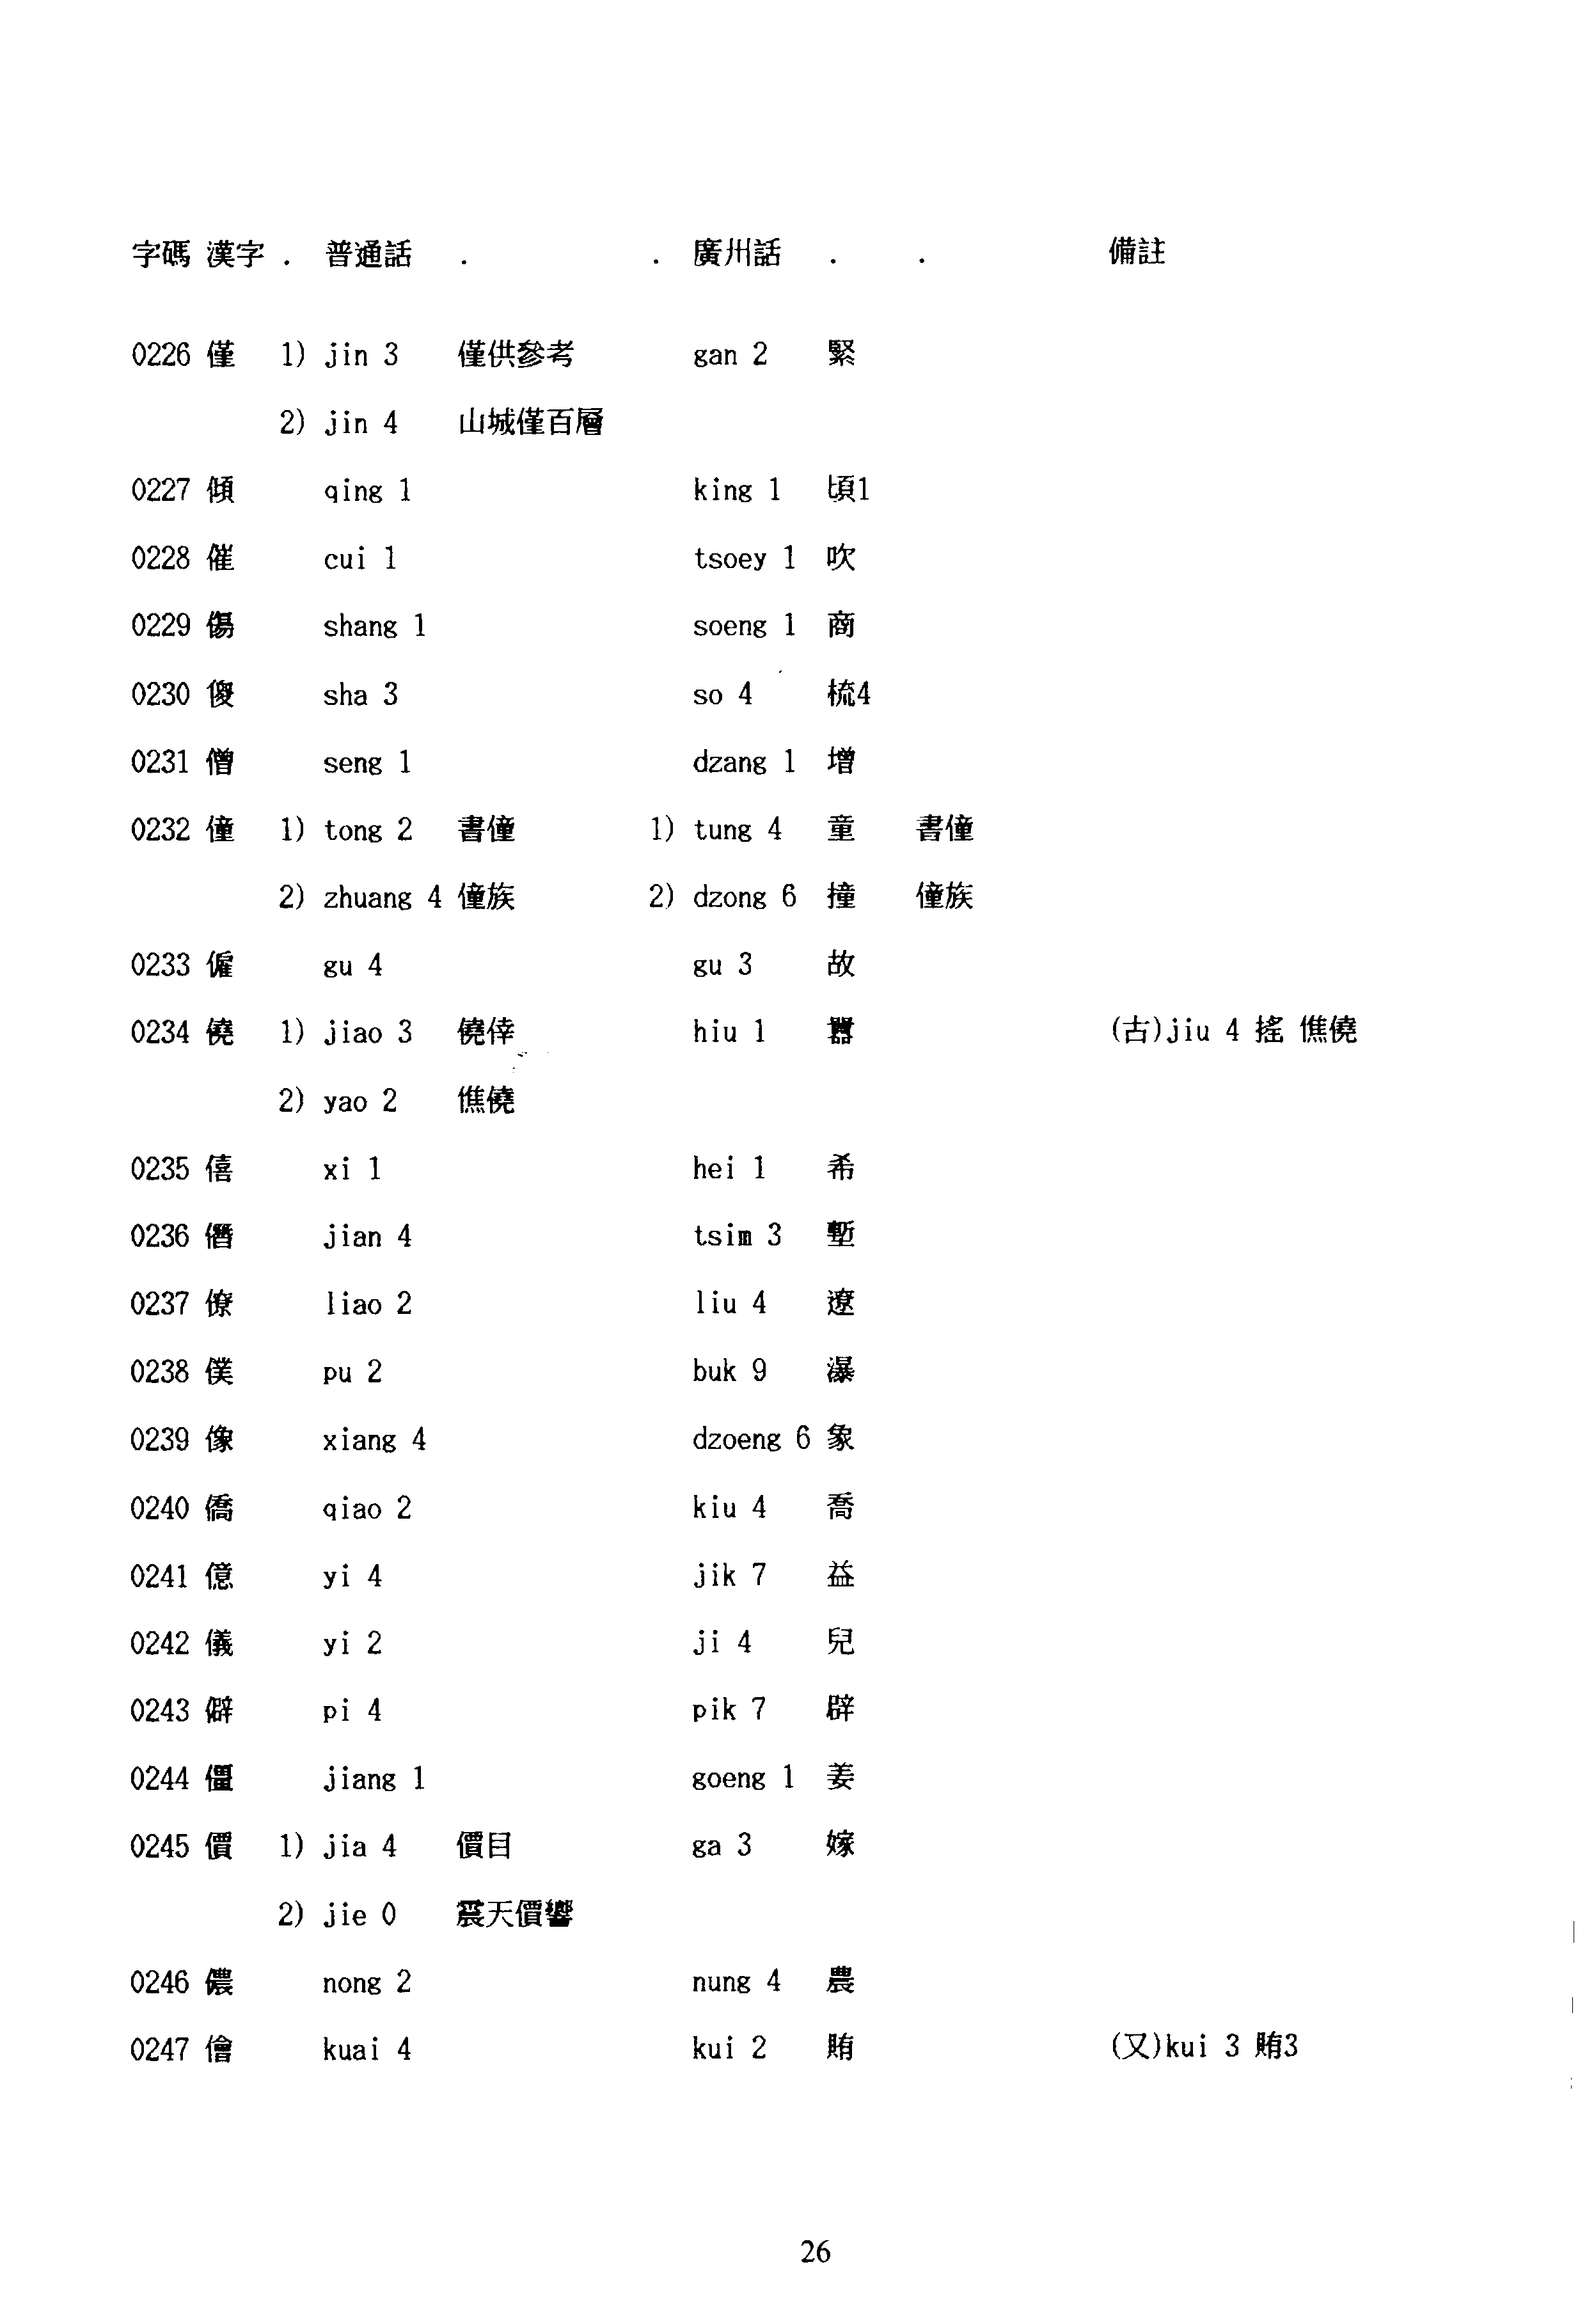 字碼 漢字 . 普通話 . . 廣州話 . . 備註
0226 僅 1) jin 3 僅供參考 gan 2 緊
2) jin 4 山城僅百層
0227 傾 qing 1 king 1 頃1
0228 催 cui 1 tsoey 1 吹
0229 傷 shang 1 soeng 1 商
0230 傻 sha 3 so 4 梳4
0231 僧 seng 1 dzang 1 增
0232 僮 1) tong 2 書僮 1) tung 4 童 書僮
2) zhuang 4 僮族 2) dzong 6 撞 僮族
0233 僱 gu 4 gu 3 故
0234 僥 1) jiao 3 僥倖 hiu 1 囂 (古)jiu 4 搖 僬僥
2) yao 2 僬僥
0235 僖 xi 1 hei 1 希
0236 僭 jian 4 tsim 3 塹
0237 僚 liao 2 liu 4 遼
0238 僕 pu 2 buk 9 瀑
0239 像 xiang 4 dzoeng 6 象
0240 僑 qiao 2 kiu 4 喬
0241 億 yi 4 jik 7 益
0242 儀 yi 2 ji 4 兒
0243 僻 pi 4 pik 7 辟
0244 僵 jiang 1 goeng 1 姜
0245 價 1) jia 4 價目 ga 3 嫁
2) jie 0 震天價響
0246 儂 nong 2 nung 4 農
0247 儈 kuai 4 kui 2 賄 (又)kui 3 賄3
26